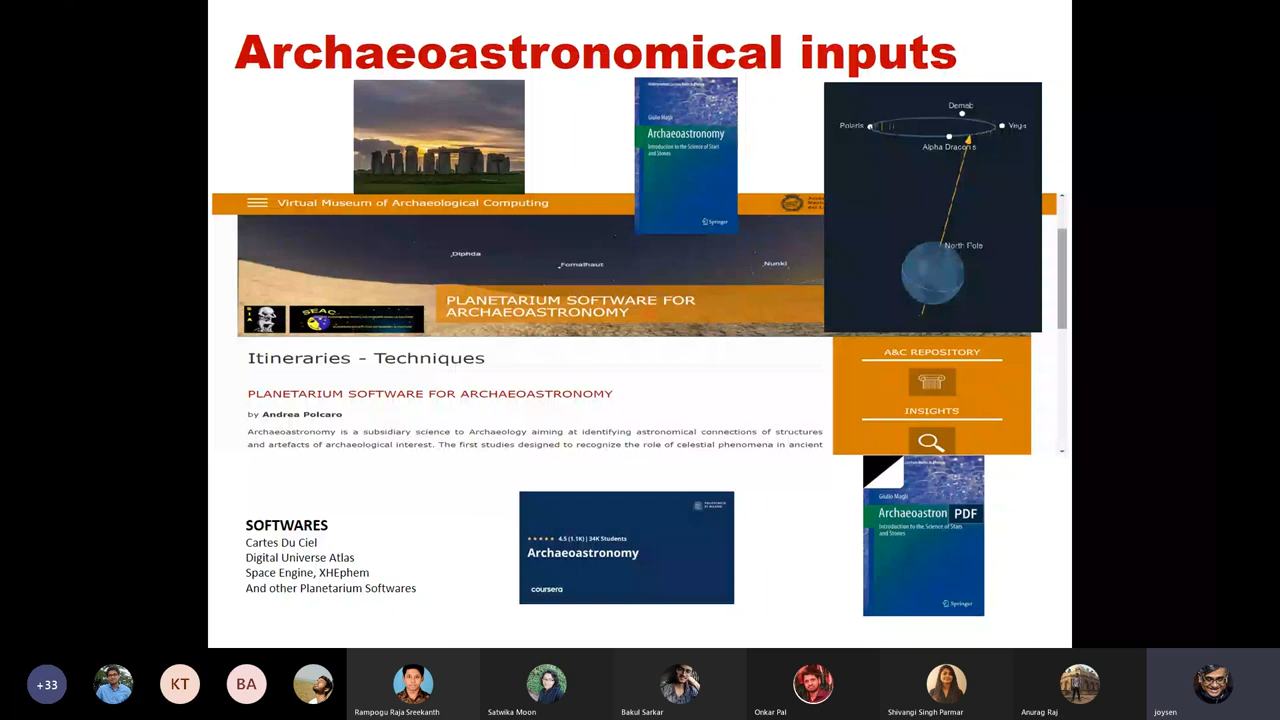 Archaeoastronomical inputs
Giulio Magli
Archaeoastronomy
Introduction to the Science of Stars
and Stones
Springer
Deneb
Polaris
Vega
Alpha Draconis
North Pole
Virtual Museum of Archaeological Computing
Diphda
Fomalhaut
Nunki
SIA
SEAC
PLANETARIUM SOFTWARE FOR
ARCHAEOASTRONOMY
Itineraries - Techniques
PLANETARIUM SOFTWARE FOR ARCHAEOASTRONOMY
by Andrea Polcaro
Archaeoastronomy is a subsidiary science to Archaeology aiming at identifying astronomical connections of structures
and artefacts of archaeological interest. The first studies designed to recognize the role of celestial phenomena in ancient
A&C REPOSITORY
INSIGHTS
SOFTWARES
Cartes Du Ciel
Digital Universe Atlas
Space Engine, XHEphem
And other Planetarium Softwares
4.5 (1.1K) | 34K Students
Archaeoastronomy
coursera
Giulio Magli
Archaeoastron PDF
Introduction to the Science of Stars
and Stones
Springer
+33
KT
BA
Rampogu Raja Sreekanth
Satwika Moon
Bakul Sarkar
Onkar Pal
Shivangi Singh Parmar
Anurag Raj
joysen